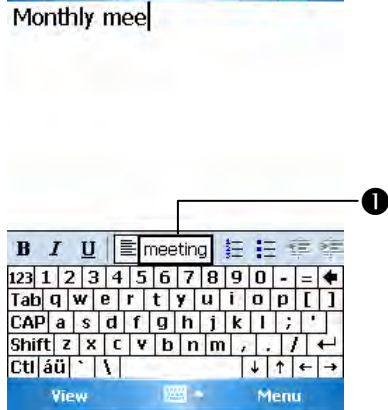 Monthly mee
1
B I U meeting
123 1 2 3 4 5 6 7 8 9 0 - =
Tab q w e r t y u i o p [ ]
CAP a s d f g h j k l ; '
Shift z x c v b n m , . / ↵
Ctl áü ` \ ↓ ↑ ← →
View Menu